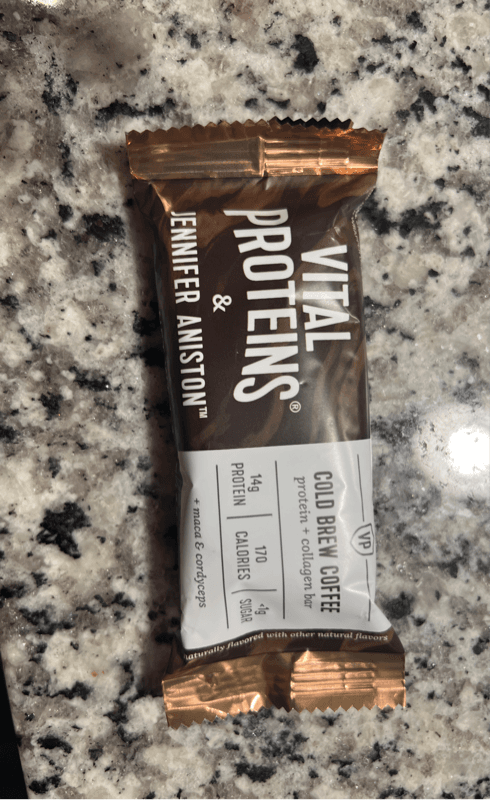 VITAL
PROTEINS®
&
JENNIFER ANISTON™
VP
COLD BREW COFFEE
protein + collagen bar
14g
PROTEIN
170
CALORIES
<1g
SUGAR
+ maca & cordyceps
naturally flavored with other natural flavors